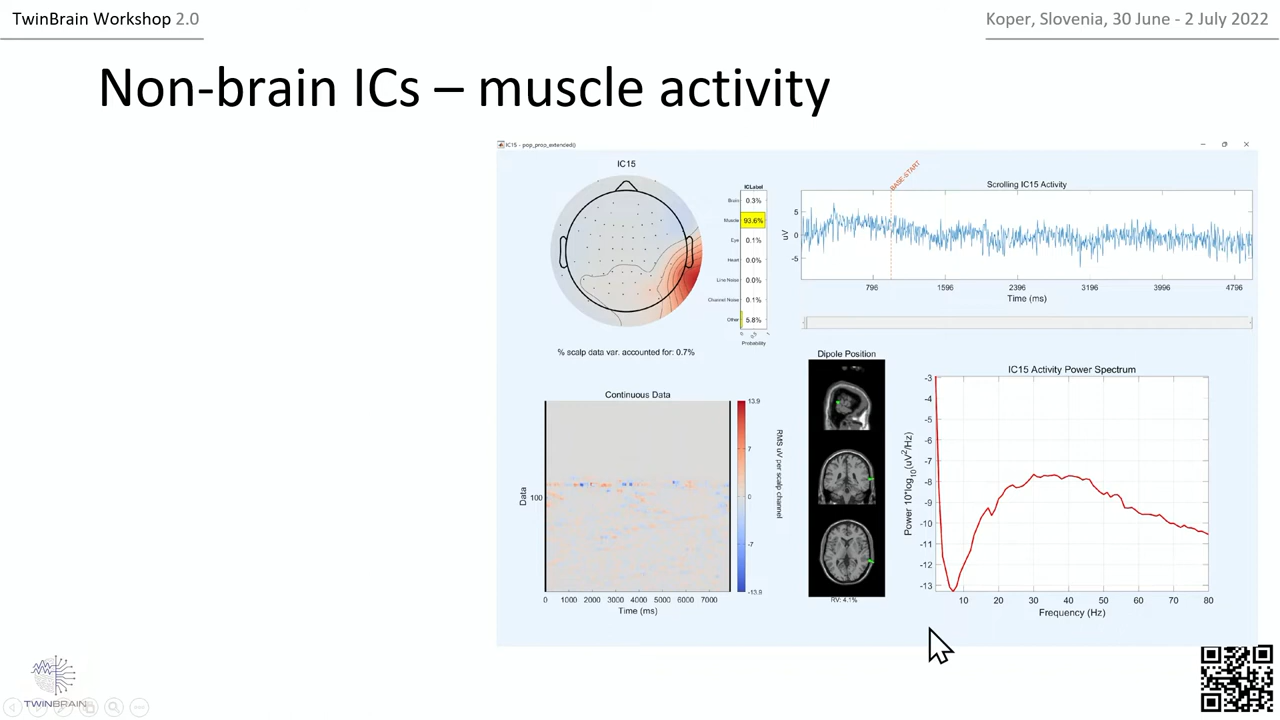 TwinBrain Workshop 2.0
Koper, Slovenia, 30 June - 2 July 2022
Non-brain ICs – muscle activity
IC15 - pop_prop_extended()
IC15
ICLabel
Brain 0.3%
Muscle 93.6%
Eye 0.1%
Heart 0.0%
Line Noise 0.0%
Channel Noise 0.1%
Other 5.8%
0 0.5 1
Probability
% scalp data var. accounted for: 0.7%
BASE-START
Scrolling IC15 Activity
uV
5
0
-5
796 1596 2396 3196 3996 4796
Time (ms)
Continuous Data
Data
100
0 1000 2000 3000 4000 5000 6000 7000
Time (ms)
13.9
7
0
-7
-13.9
RMS uV per scalp channel
Dipole Position
RV: 4.1%
IC15 Activity Power Spectrum
Power 10*log10(uV2/Hz)
-3
-4
-5
-6
-7
-8
-9
-10
-11
-12
-13
10 20 30 40 50 60 70 80
Frequency (Hz)
TWINBRAIN